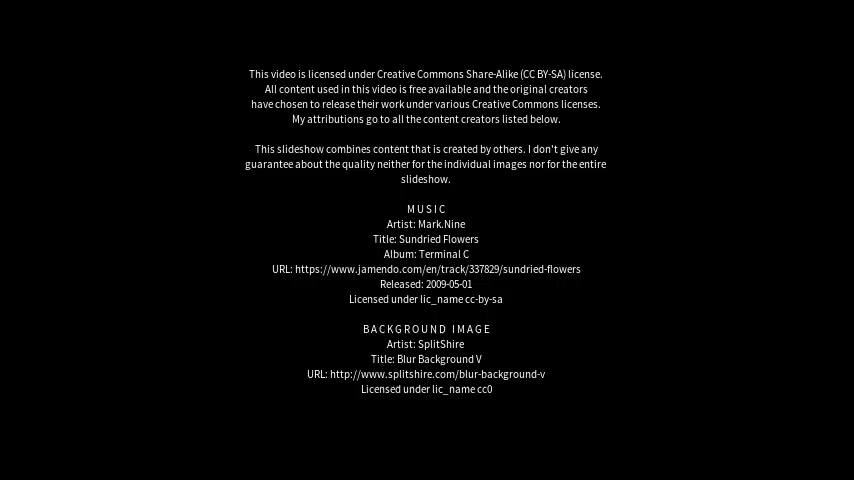 This video is licensed under Creative Commons Share-Alike (CC BY-SA) license.
All content used in this video is free available and the original creators
have chosen to release their work under various Creative Commons licenses.
My attributions go to all the content creators listed below.
This slideshow combines content that is created by others. I don't give any
guarantee about the quality neither for the individual images nor for the entire
slideshow.
MUSIC
Artist: Mark.Nine
Title: Sundried Flowers
Album: Terminal C
URL: https://www.jamendo.com/en/track/337829/sundried-flowers
Released: 2009-05-01
Licensed under lic_name cc-by-sa
BACKGROUND IMAGE
Artist: SplitShire
Title: Blur Background V
URL: http://www.splitshire.com/blur-background-v
Licensed under lic_name cc0